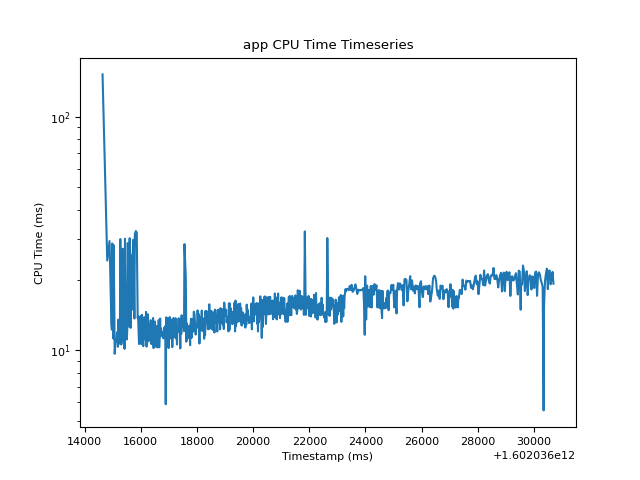 app CPU Time Timeseries
10²
10¹
CPU Time (ms)
14000 16000 18000 20000 22000 24000 26000 28000 30000
Timestamp (ms)
+1.602036e12